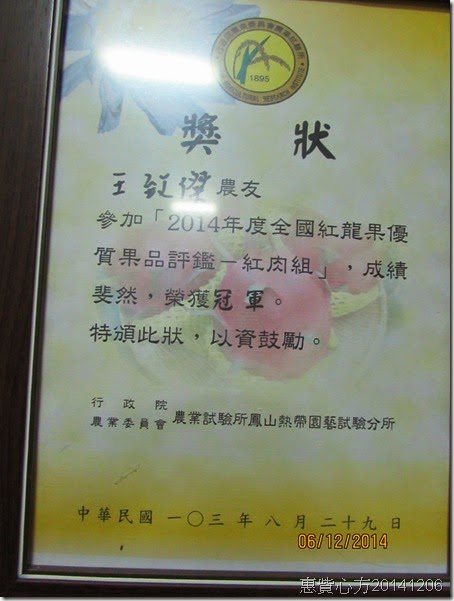 1895
獎狀
王 傑 農友
參加「2014年度全國紅龍果優
質果品評鑑－紅肉組」，成績
斐然，榮獲冠軍。
特頒此狀，以資鼓勵。
行政院
農業委員會 農業試驗所鳳山熱帶園藝試驗分所
中華民國 一〇三 年 八 月 二十九 日
06/12/2014
惠貲心方20141206